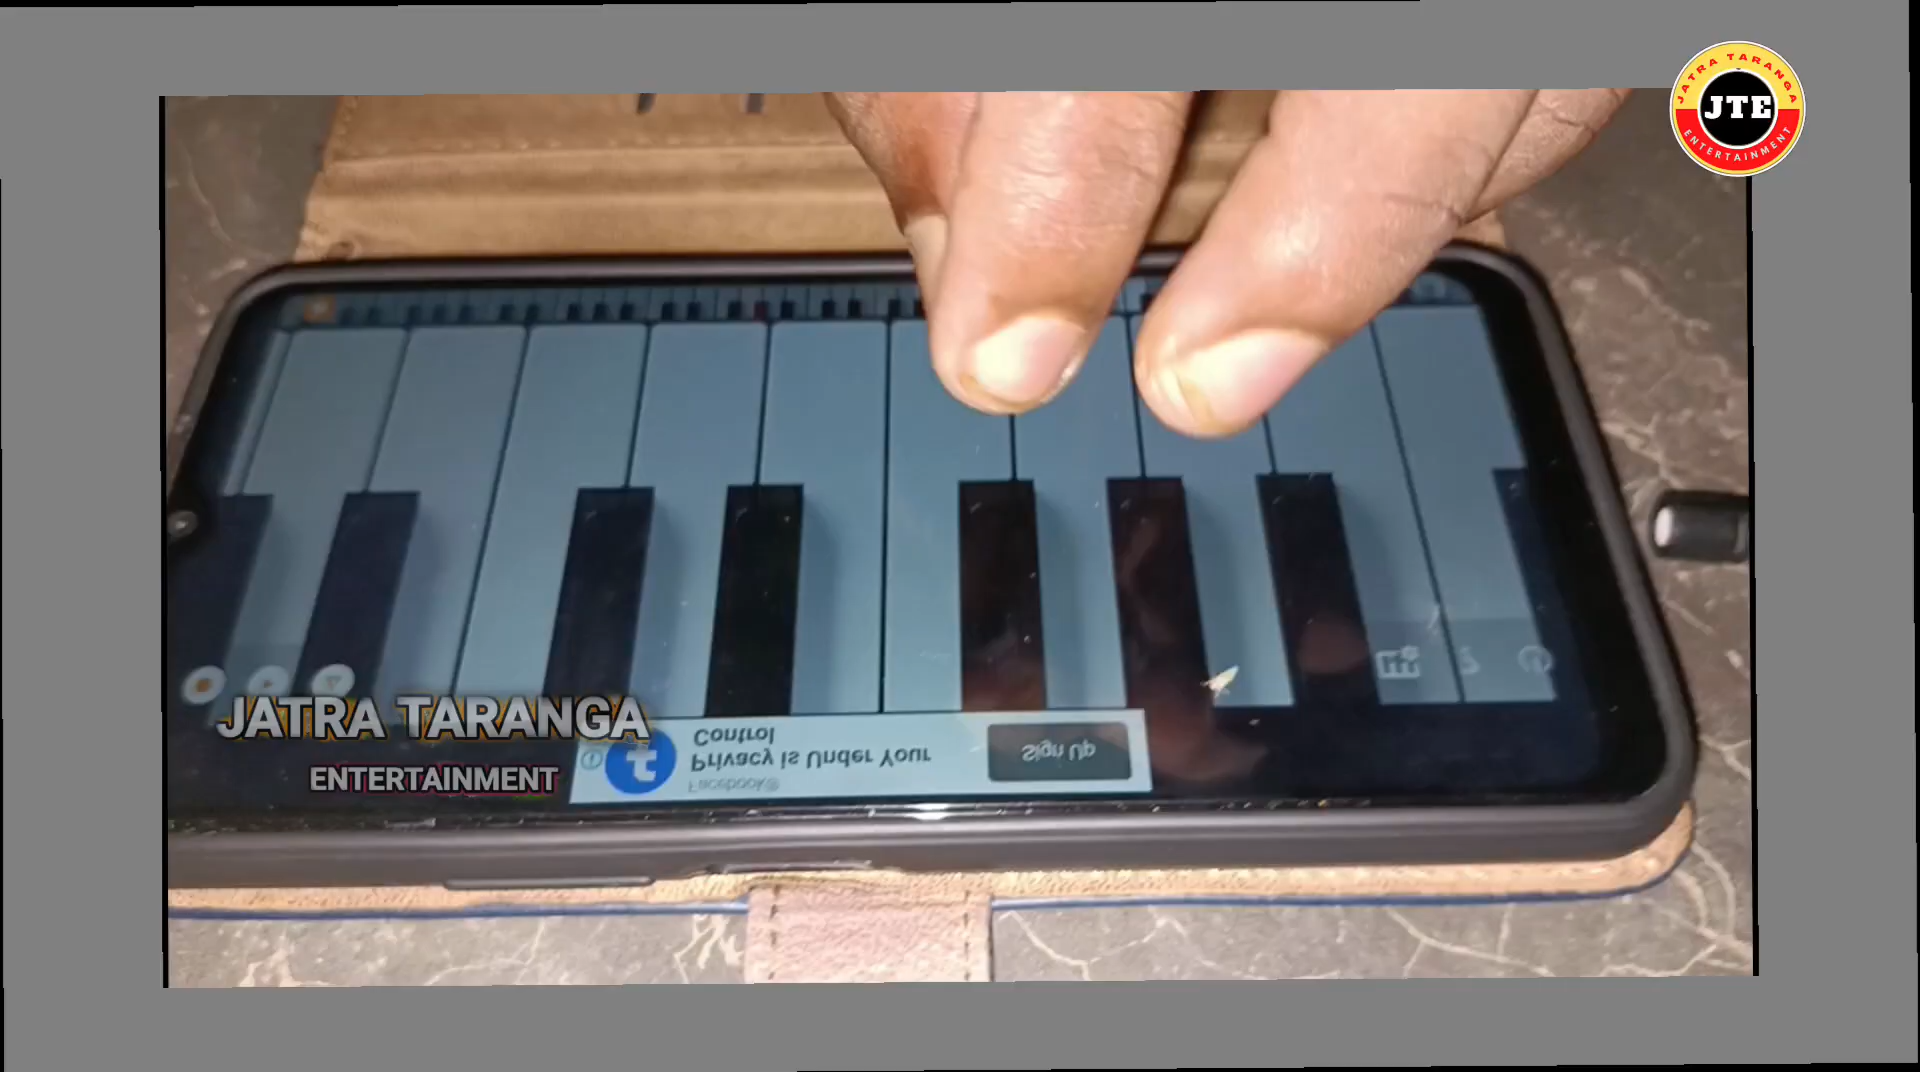 JATRA TARANGA
JTE
ENTERTAINMENT
JATRA TARANGA
ENTERTAINMENT
Control
Privacy is Under Your
Facebook®
Sign Up